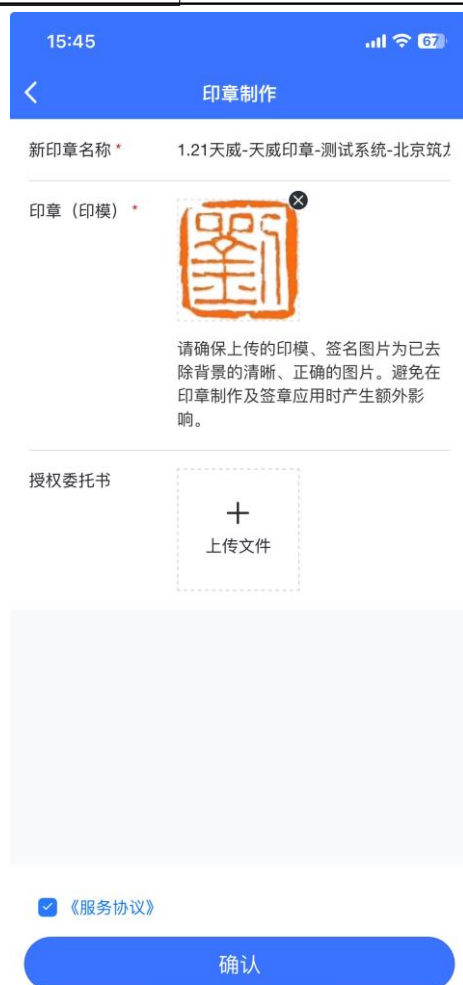 15:45
67
印章制作
新印章名称 * 1.21天威-天威印章-测试系统-北京筑
印章（印模） *
劉
请确保上传的印模、签名图片为已去
除背景的清晰、正确的图片。避免在
印章制作及签章应用时产生额外影
响。
授权委托书
上传文件
《服务协议》
确认